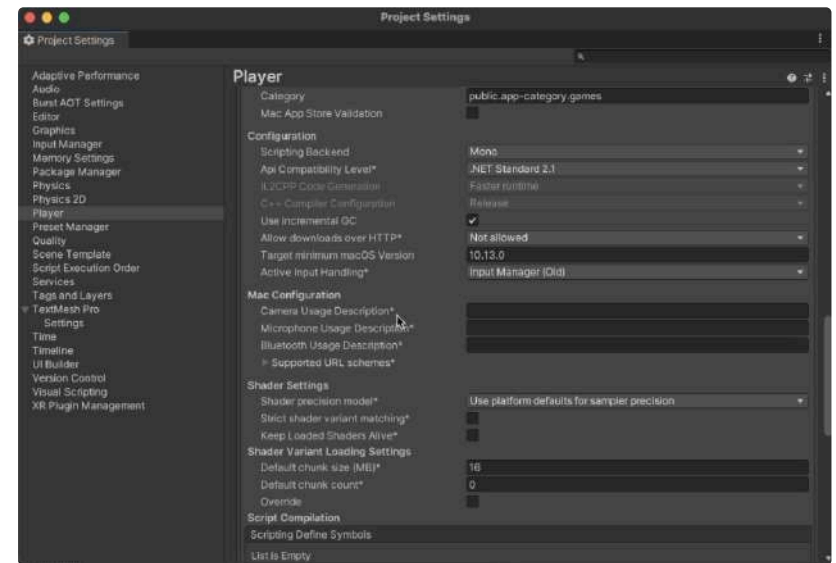 Project Settings
Project Settings
Adaptive Performance
Audio
Burst AOT Settings
Editor
Graphics
Input Manager
Memory Settings
Package Manager
Physics
Physics 2D
Player
Preset Manager
Quality
Scene Template
Script Execution Order
Services
Tags and Layers
TextMesh Pro
Settings
Time
Timeline
UI Builder
Version Control
Visual Scripting
XR Plugin Management
Player
Category public.app-category.games
Mac App Store Validation
Configuration
Scripting Backend Mono
Api Compatibility Level* .NET Standard 2.1
IL2CPP Code Generation Faster runtime
C++ Compiler Configuration Release
Use incremental GC
Allow downloads over HTTP* Not allowed
Target minimum macOS Version 10.13.0
Active Input Handling* Input Manager (Old)
Mac Configuration
Camera Usage Description*
Microphone Usage Description*
Bluetooth Usage Description*
Supported URL schemes*
Shader Settings
Shader precision model* Use platform defaults for sampler precision
Strict shader variant matching*
Keep Loaded Shaders Alive*
Shader Variant Loading Settings
Default chunk size (MB)* 16
Default chunk count* 0
Override
Script Compilation
Scripting Define Symbols
List is Empty